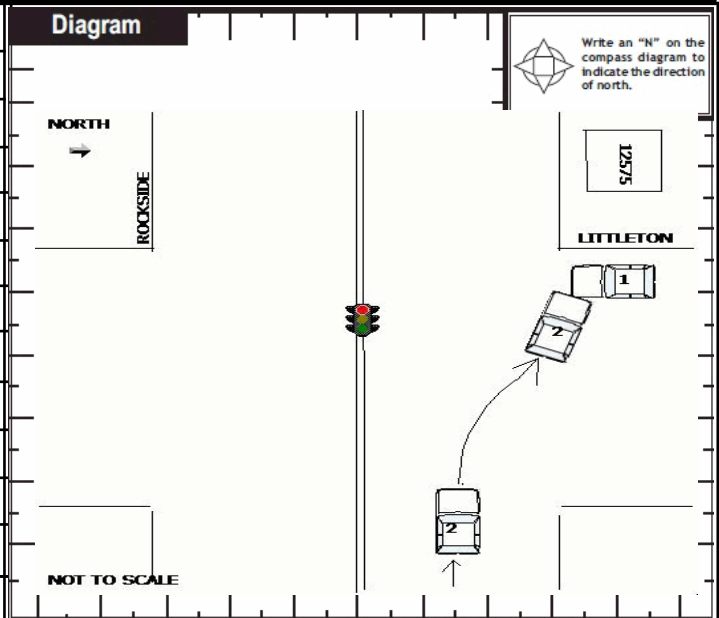 Diagram
Write an “N” on the
compass diagram to
indicate the direction
of north.
NORTH
ROCKSIDE
12575
LITTLETON
1
2
2
NOT TO SCALE